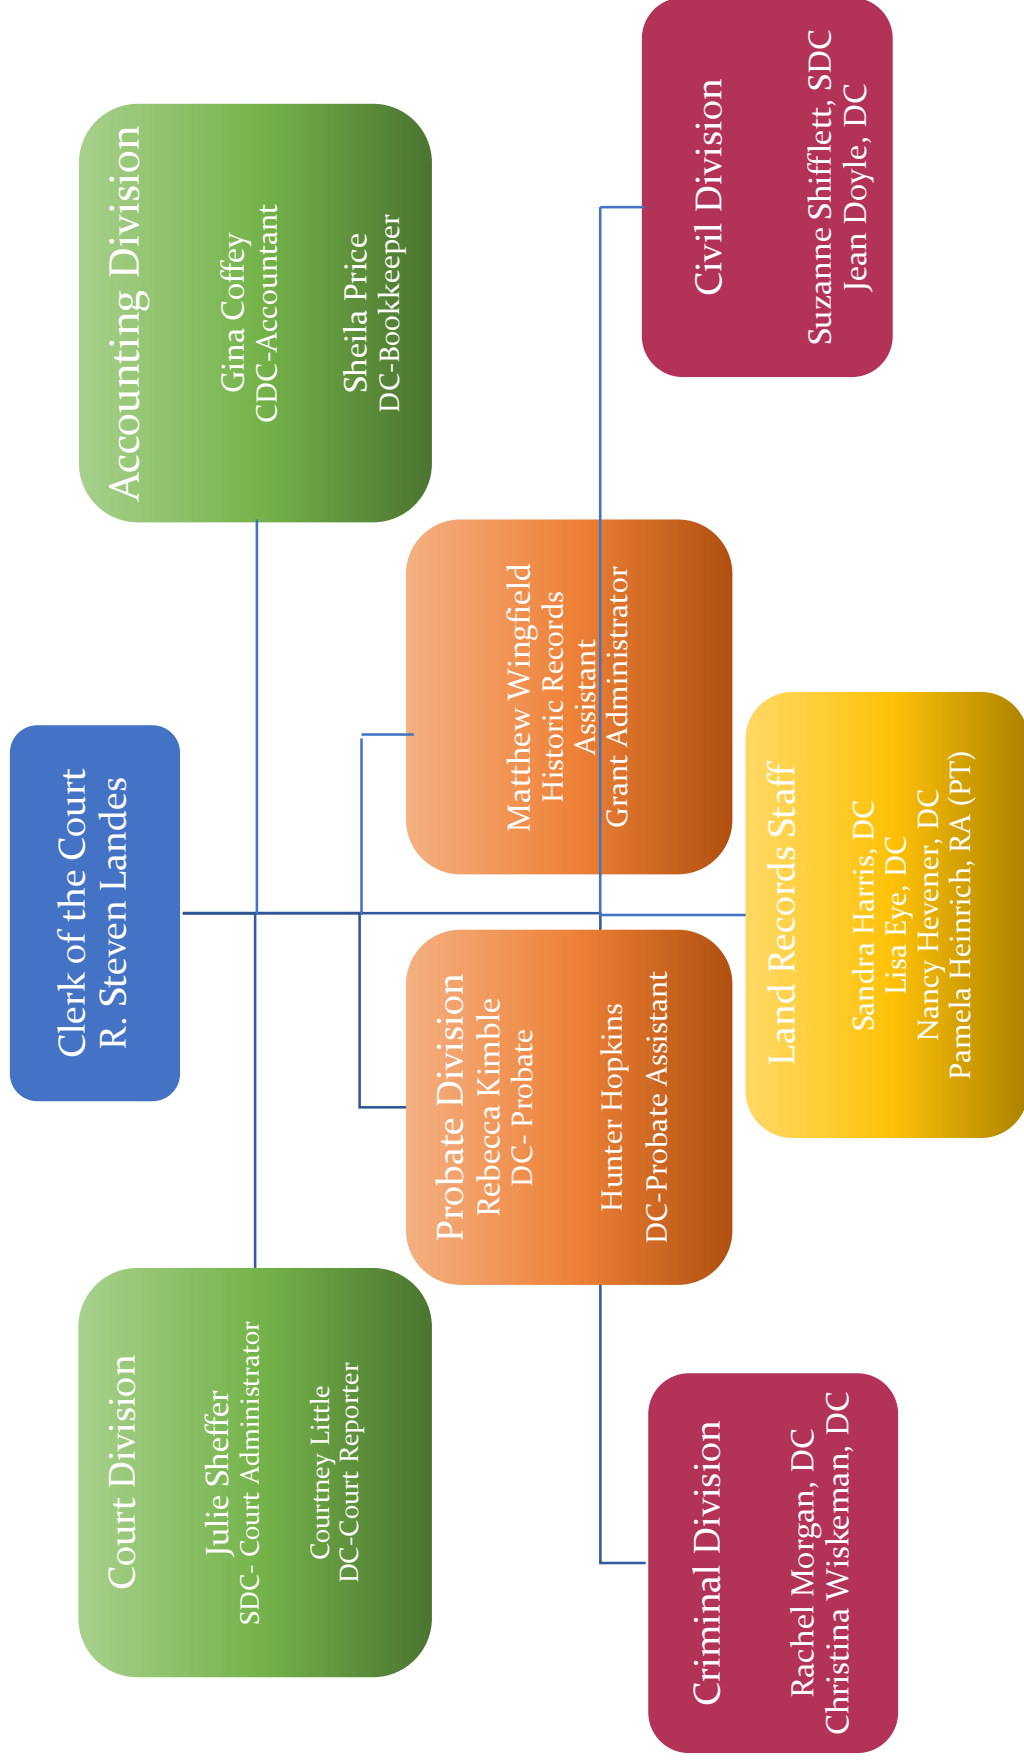 Clerk of the Court
R. Steven Landes
Court Division
Julie Sheffer
SDC- Court Administrator
Courtney Little
DC-Court Reporter
Accounting Division
Gina Coffey
CDC-Accountant
Sheila Price
DC-Bookkeeper
Probate Division
Rebecca Kimble
DC- Probate
Hunter Hopkins
DC-Probate Assistant
Matthew Wingfield
Historic Records
Assistant
Grant Administrator
Criminal Division
Rachel Morgan, DC
Christina Wiskeman, DC
Land Records Staff
Sandra Harris, DC
Lisa Eye, DC
Nancy Hevener, DC
Pamela Heinrich, RA (PT)
Civil Division
Suzanne Shifflett, SDC
Jean Doyle, DC